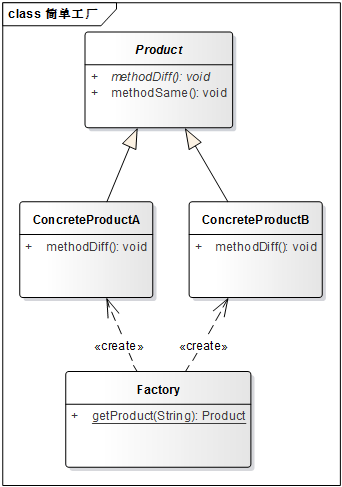 class 简单工厂
Product
+ methodDiff(): void
+ methodSame(): void
ConcreteProductA
+ methodDiff(): void
ConcreteProductB
+ methodDiff(): void
«create»
«create»
Factory
+ getProduct(String): Product